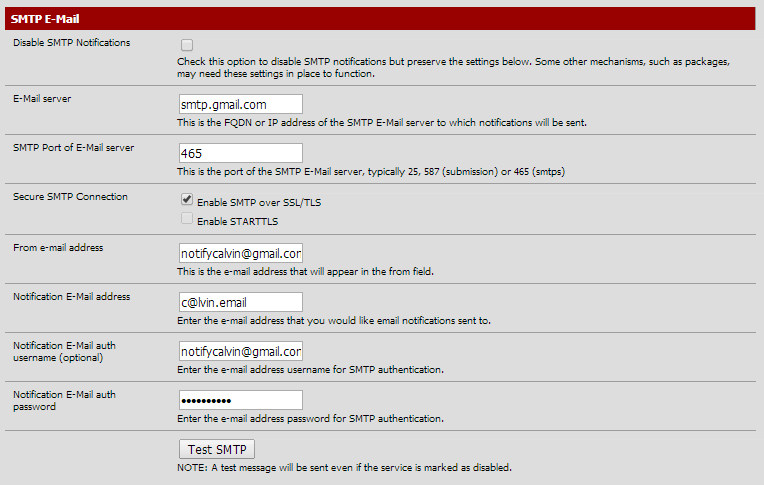 SMTP E-Mail
Disable SMTP Notifications
Check this option to disable SMTP notifications but preserve the settings below. Some other mechanisms, such as packages,
may need these settings in place to function.
E-Mail server
smtp.gmail.com
This is the FQDN or IP address of the SMTP E-Mail server to which notifications will be sent.
SMTP Port of E-Mail server
465
This is the port of the SMTP E-Mail server, typically 25, 587 (submission) or 465 (smtps)
Secure SMTP Connection
Enable SMTP over SSL/TLS
Enable STARTTLS
From e-mail address
notifycalvin@gmail.cor
This is the e-mail address that will appear in the from field.
Notification E-Mail address
c@lvin.email
Enter the e-mail address that you would like email notifications sent to.
Notification E-Mail auth
username (optional)
notifycalvin@gmail.cor
Enter the e-mail address username for SMTP authentication.
Notification E-Mail auth
password
••••••••••
Enter the e-mail address password for SMTP authentication.
Test SMTP
NOTE: A test message will be sent even if the service is marked as disabled.